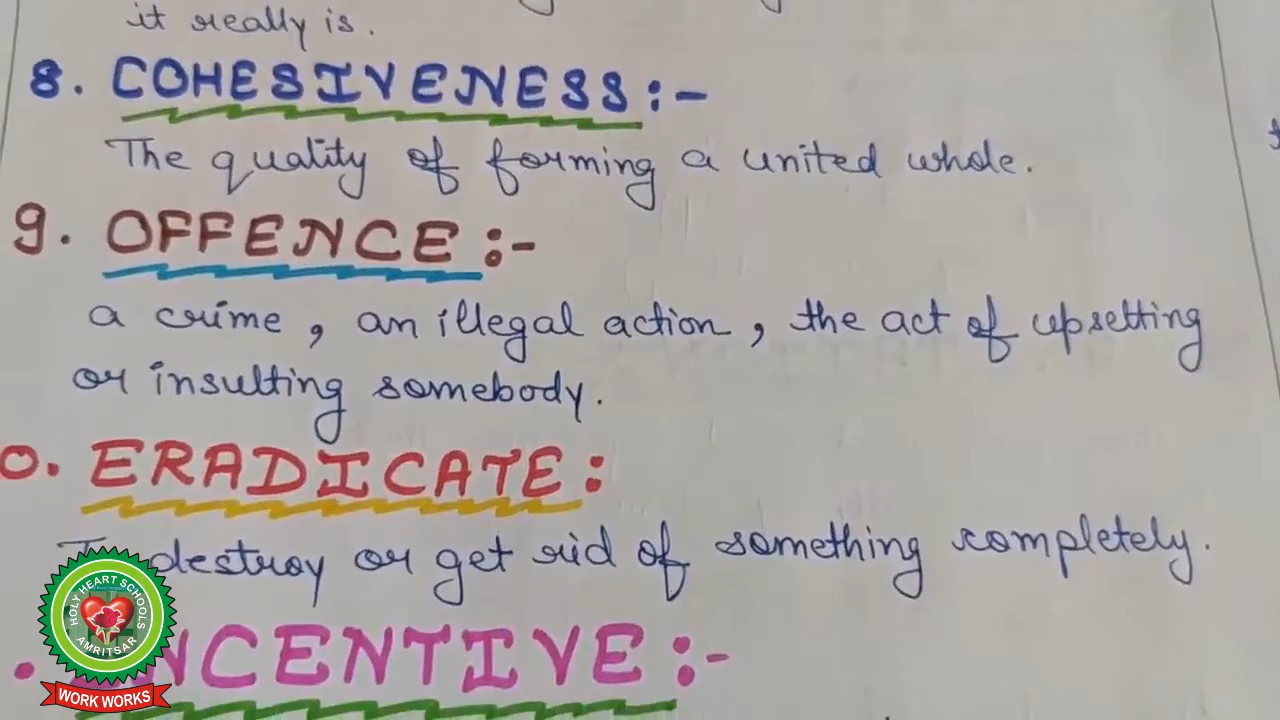 it really is.
8. COHESIVENESS:-
The quality of forming a united whole.
9. OFFENCE:-
a crime, an illegal action, the act of upsetting
or insulting somebody.
0. ERADICATE:
destroy or get rid of something completely.
NCENTIVE:-
HOLY HEART SCHOOLS
AMRITSAR
WORK WORKS